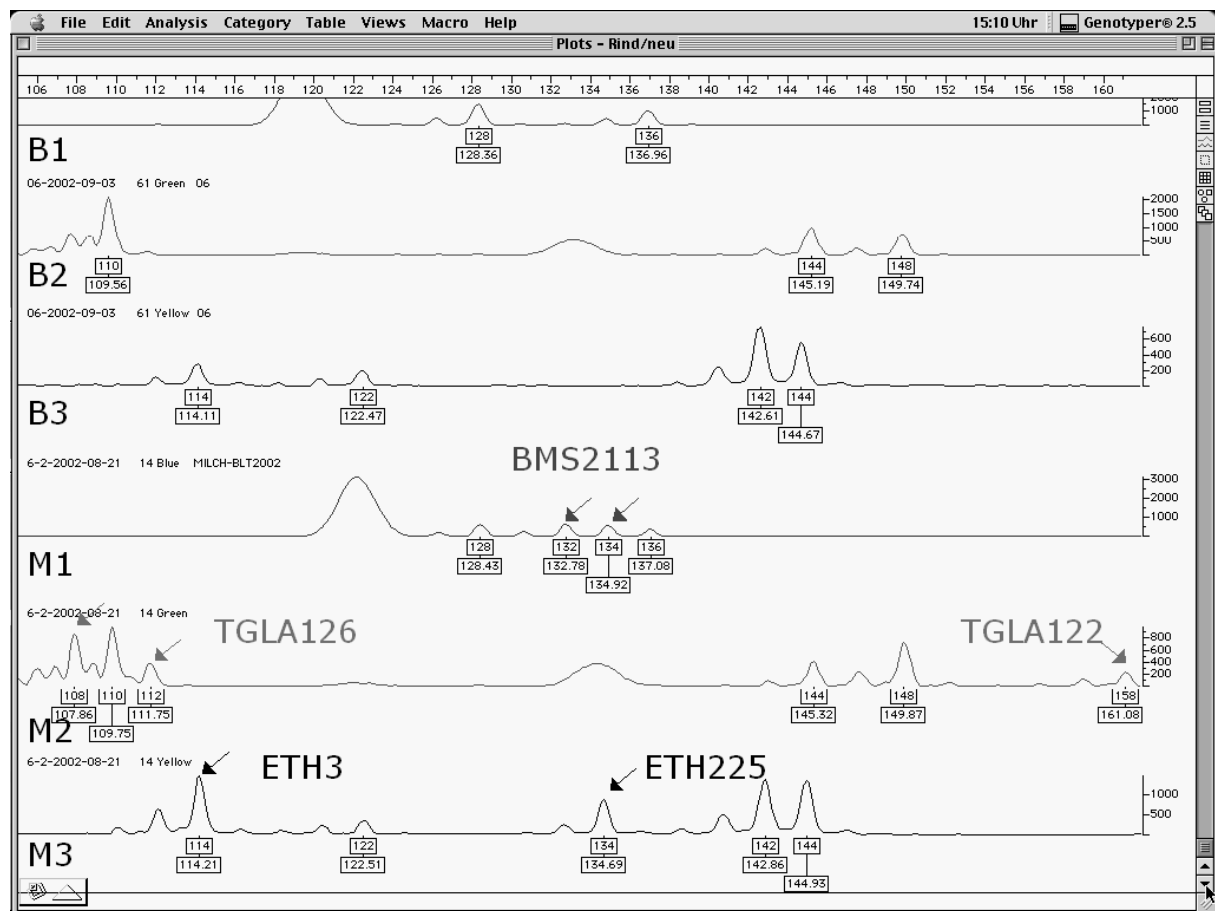 File Edit Analysis Category Table Views Macro Help 15:10 Uhr Genotyper® 2.5
Plots - Rind/neu
106 108 110 112 114 116 118 120 122 124 126 128 130 132 134 136 138 140 142 144 146 148 150 152 154 156 158 160
1000
128 136
128.36 136.96
B1
06-2002-09-03 61 Green 06
2000
1500
1000
500
110 144 148
109.56 145.19 149.74
B2
06-2002-09-03 61 Yellow 06
600
400
200
114 122 142 144
114.11 122.47 142.61
144.67
B3
BMS2113
6-2-2002-08-21 14 Blue MILCH-BLT2002
3000
2000
1000
128 132 134 136
128.43 132.78 137.08
134.92
M1
6-2-2002-08-21 14 Green
TGLA126 TGLA122
800
600
400
200
108 110 112 144 148 158
107.86 111.75 145.32 149.87 161.08
109.75
M2
6-2-2002-08-21 14 Yellow
ETH3 ETH225
1000
500
114 122 134 142 144
114.21 122.51 134.69 142.86
144.93
M3